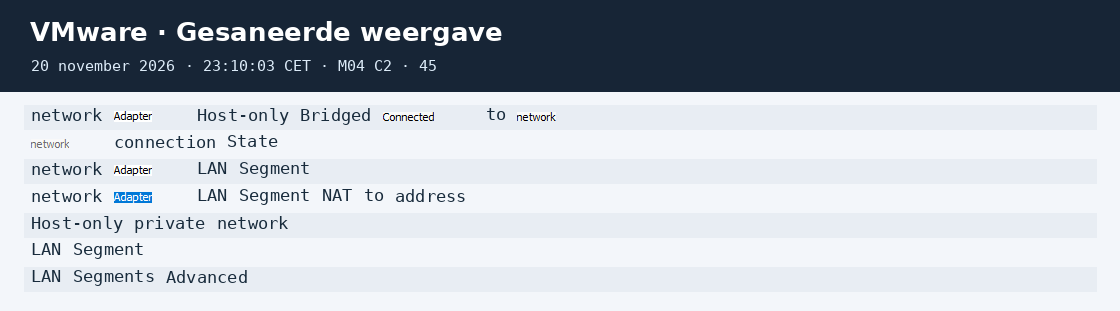 VMware · Gesaneerde weergave
20 november 2026 · 23:10:03 CET · M04 C2 · 45
network Adapter Host-only Bridged Connected to network
network connection State
network Adapter LAN Segment
network Adapter LAN Segment NAT to address
Host-only private network
LAN Segment
LAN Segments Advanced